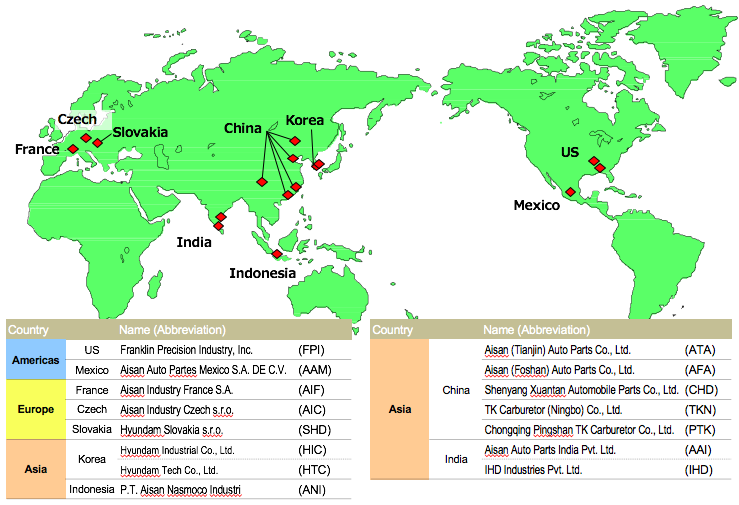 Czech
Slovakia
France
China
Korea
US
Mexico
India
Indonesia
Country Name (Abbreviation)
Americas
US Franklin Precision Industry, Inc. (FPI)
Mexico Aisan Auto Partes Mexico S.A. DE C.V. (AAM)
Europe
France Aisan Industry France S.A. (AIF)
Czech Aisan Industry Czech s.r.o. (AIC)
Slovakia Hyundam Slovakia s.r.o. (SHD)
Asia
Korea
Hyundam Industrial Co., Ltd. (HIC)
Hyundam Tech Co., Ltd. (HTC)
Indonesia P.T. Aisan Nasmoco Industri (ANI)
Country Name (Abbreviation)
Asia
China
Aisan (Tianjin) Auto Parts Co., Ltd. (ATA)
Aisan (Foshan) Auto Parts Co., Ltd. (AFA)
Shenyang Xuantan Automobile Parts Co., Ltd. (CHD)
TK Carburetor (Ningbo) Co., Ltd. (TKN)
Chongqing Pingshan TK Carburetor Co., Ltd. (PTK)
India
Aisan Auto Parts India Pvt. Ltd. (AAI)
IHD Industries Pvt. Ltd. (IHD)